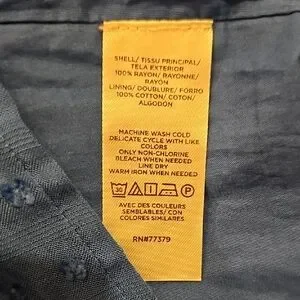 SHELL/ TISSU PRINCIPAL/
TELA EXTERIOR
100% RAYON/ RAYONNE/
RAYON
LINING/ DOUBLURE/ FORRO
100% COTTON/ COTON/
ALGODÓN
MACHINE WASH COLD
DELICATE CYCLE WITH LIKE
COLORS
ONLY NON-CHLORINE
BLEACH WHEN NEEDED
LINE DRY
WARM IRON WHEN NEEDED
AVEC DES COULEURS
SEMBLABLES/ CON
COLORES SIMILARES
RN#77379